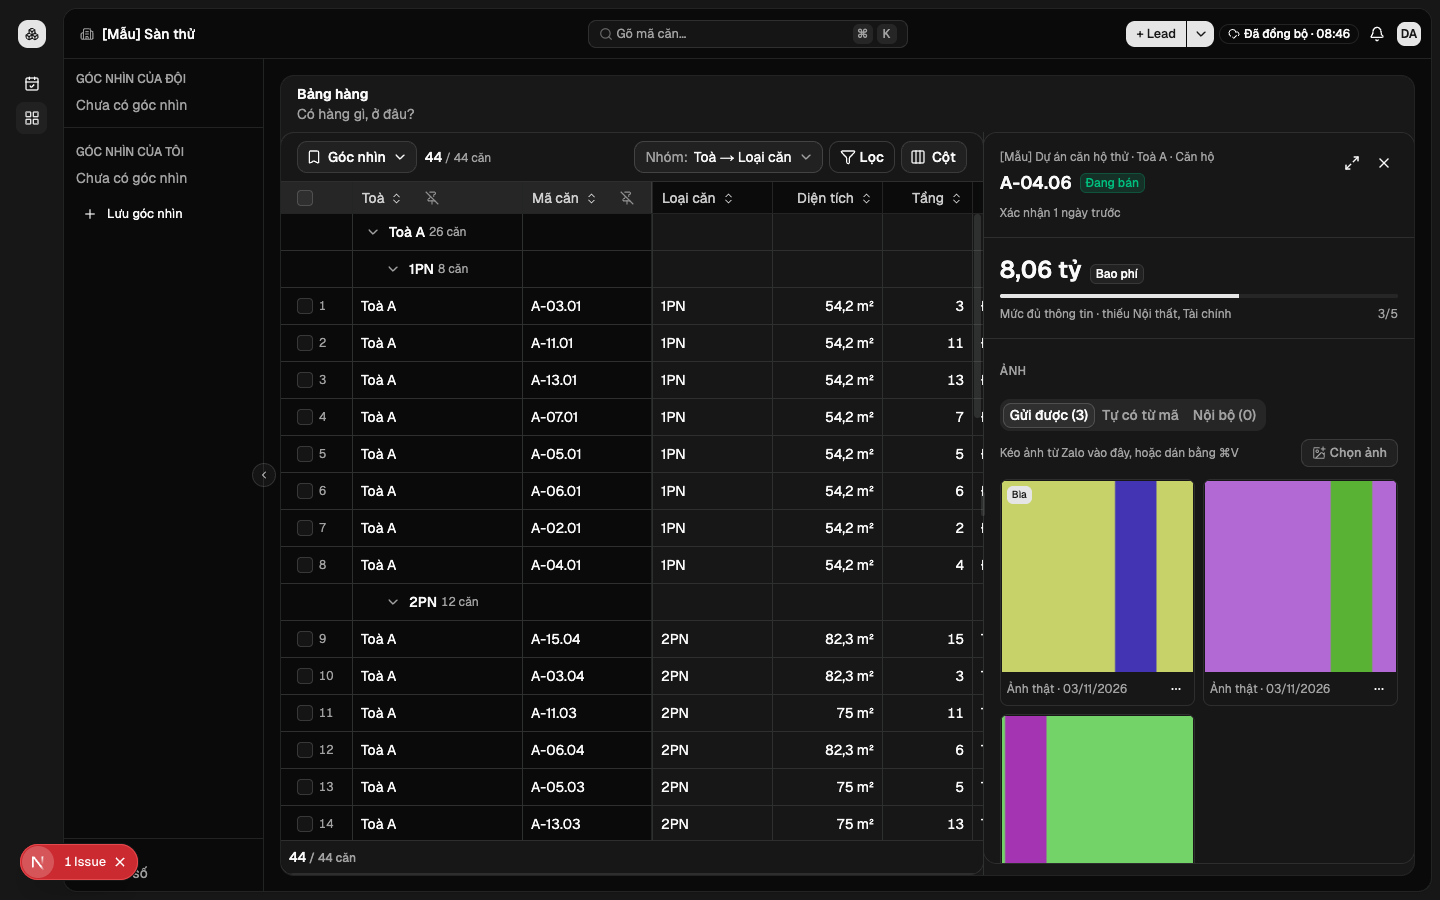 [Mẫu] Sàn thử
Gõ mã căn...
⌘ K
+ Lead
Đã đồng bộ · 08:46
DA
GÓC NHÌN CỦA ĐỘI
Chưa có góc nhìn
GÓC NHÌN CỦA TÔI
Chưa có góc nhìn
+ Lưu góc nhìn
Bảng hàng
Có hàng gì, ở đâu?
Góc nhìn
44 / 44 căn
Nhóm: Toà → Loại căn
Lọc
Cột
Toà Mã căn Loại căn Diện tích Tầng
Toà A 26 căn
1PN 8 căn
1 Toà A A-03.01 1PN 54,2 m² 3
2 Toà A A-11.01 1PN 54,2 m² 11
3 Toà A A-13.01 1PN 54,2 m² 13
4 Toà A A-07.01 1PN 54,2 m² 7
5 Toà A A-05.01 1PN 54,2 m² 5
6 Toà A A-06.01 1PN 54,2 m² 6
7 Toà A A-02.01 1PN 54,2 m² 2
8 Toà A A-04.01 1PN 54,2 m² 4
2PN 12 căn
9 Toà A A-15.04 2PN 82,3 m² 15
10 Toà A A-03.04 2PN 82,3 m² 3
11 Toà A A-11.03 2PN 75 m² 11
12 Toà A A-06.04 2PN 82,3 m² 6
13 Toà A A-05.03 2PN 75 m² 5
14 Toà A A-13.03 2PN 75 m² 13
44 / 44 căn
[Mẫu] Dự án căn hộ thử · Toà A · Căn hộ
A-04.06 Đang bán
Xác nhận 1 ngày trước
8,06 tỷ Bao phí
Mức đủ thông tin · thiếu Nội thất, Tài chính 3/5
ẢNH
Gửi được (3) Tự có từ mã Nội bộ (0)
Kéo ảnh từ Zalo vào đây, hoặc dán bằng ⌘V
Chọn ảnh
Bìa
Ảnh thật · 03/11/2026 ...
Ảnh thật · 03/11/2026 ...
N 1 Issue
số